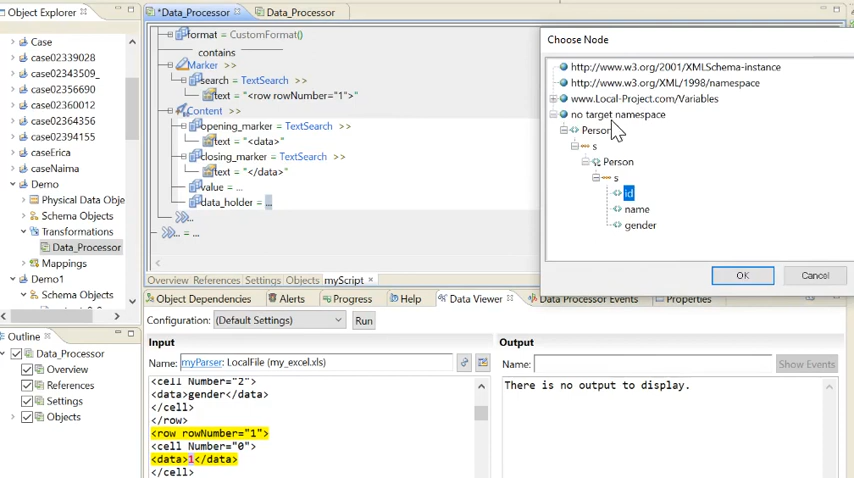 Object Explorer
Case
case02339028
case2343509_
case02356690
case02360012
case02364356
case02394155
caseErica
caseNaima
Demo
Physical Data Obje
Schema Objects
Transformations
Data_Processor
Mappings
Demo1
Schema Objects
Outline
Data_Processor
Overview
References
Settings
Objects
*Data_Processor
Data_Processor
format = CustomFormat()
contains
Marker >>
search = TextSearch >>
text = "<row rowNumber="1">"
Content >>
opening_marker = TextSearch >>
text = "<data>"
closing_marker = TextSearch >>
text = "</data>"
value = ...
data_holder = ...
...
... = ...
Overview References Settings Objects myScript
Choose Node
http://www.w3.org/2001/XMLSchema-instance
http://www.w3.org/XML/1998/namespace
www.Local-Project.com/Variables
no target namespace
Person
s
Person
s
id
name
gender
OK
Cancel
Object Dependencies
Alerts
Progress
Help
Data Viewer
Data Processor Events
Properties
Configuration: (Default Settings) Run
Input
Name: myParser: LocalFile (my_excel.xls)
<cell Number="2">
<data>gender</data>
</cell>
</row>
<row rowNumber="1">
<cell Number="0">
<data>1</data>
</cell>
Output
Name:
Show Events
There is no output to display.